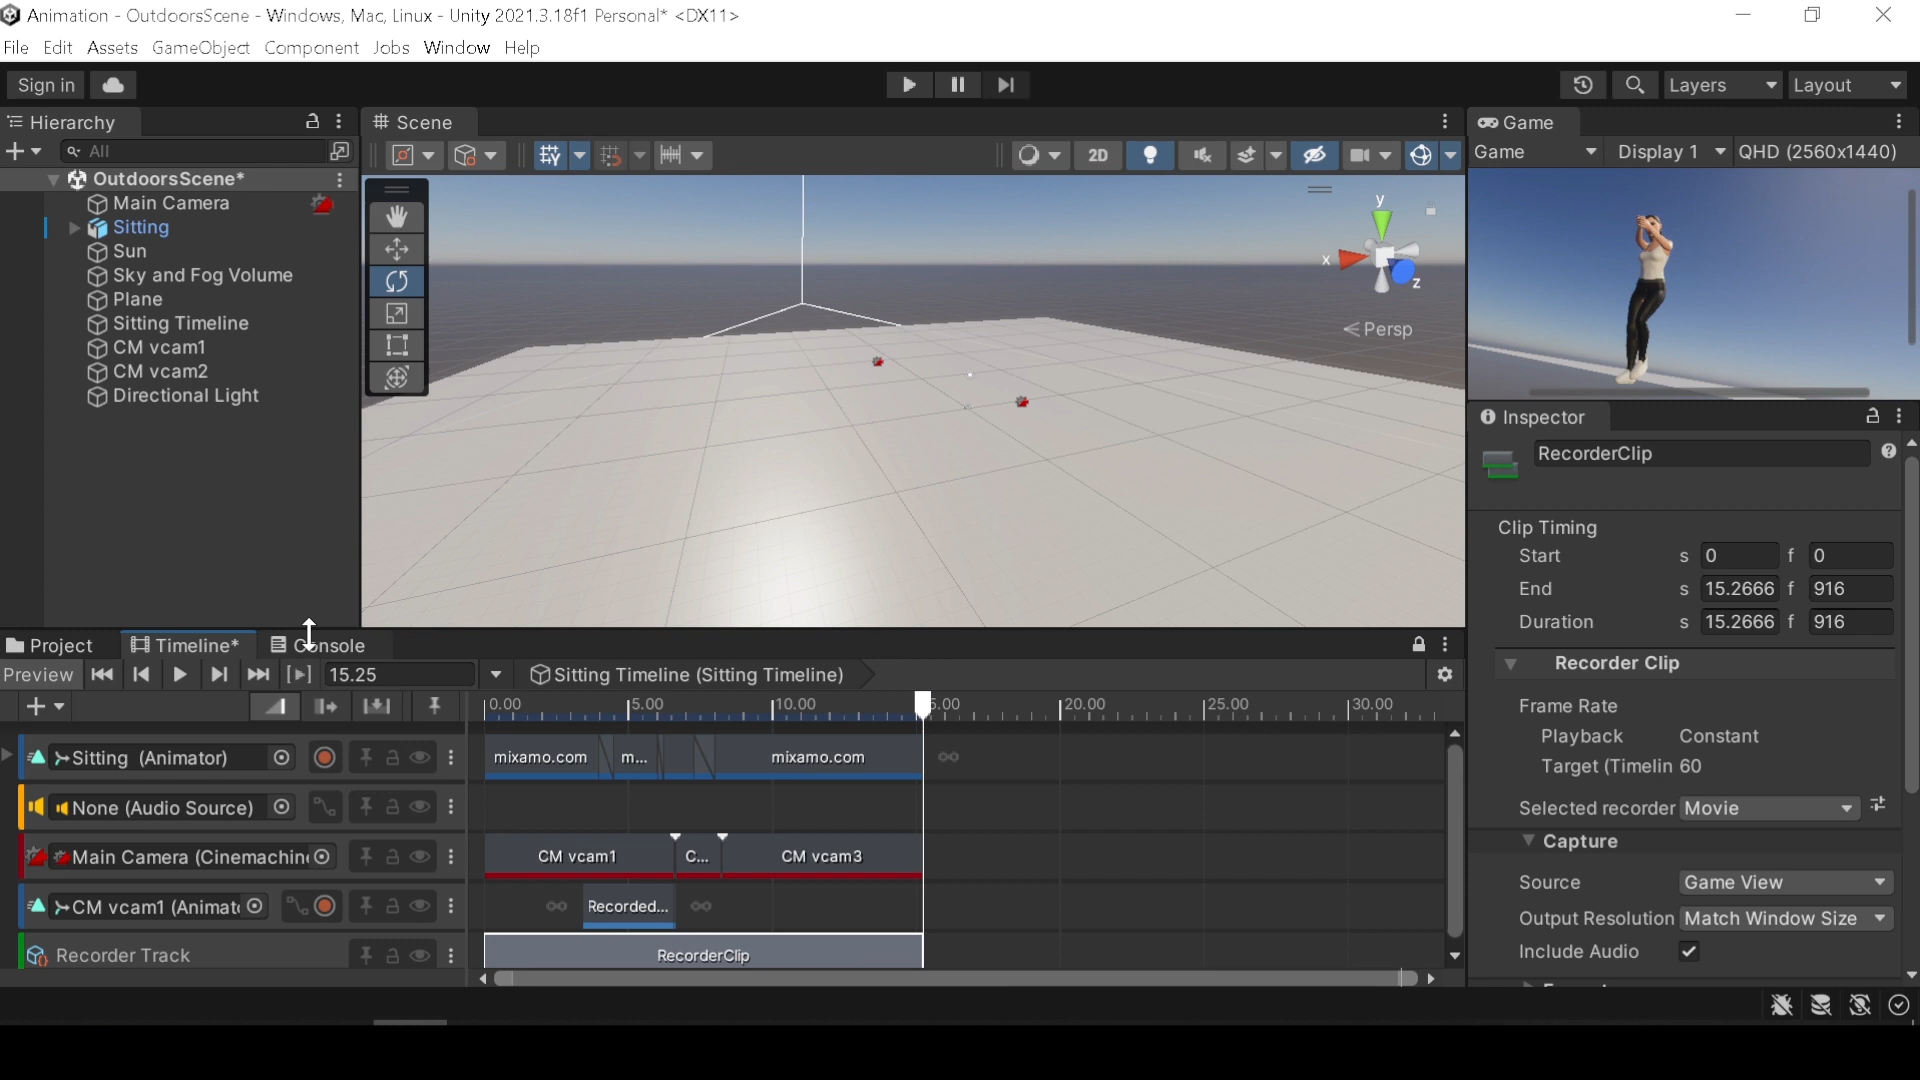 Animation - OutdoorsScene - Windows, Mac, Linux - Unity 2021.3.18f1 Personal* <DX11>
File Edit Assets GameObject Component Jobs Window Help
Sign in
Layers
Layout
Hierarchy
All
OutdoorsScene*
Main Camera
Sitting
Sun
Sky and Fog Volume
Plane
Sitting Timeline
CM vcam1
CM vcam2
Directional Light
Scene
2D
y
x
z
Persp
Game
Game Display 1 QHD (2560x1440)
Inspector
RecorderClip
Clip Timing
Start s 0 f 0
End s 15.2666 f 916
Duration s 15.2666 f 916
Recorder Clip
Frame Rate
Playback Constant
Target (Timelin 60
Selected recorder Movie
Capture
Source Game View
Output Resolution Match Window Size
Include Audio
Project Timeline* Console
Preview 15.25 Sitting Timeline (Sitting Timeline)
0.00 5.00 10.00 5.00 20.00 25.00 30.00
Sitting (Animator) mixamo.com m... mixamo.com
None (Audio Source)
Main Camera (Cinemachin CM vcam1 C... CM vcam3
CM vcam1 (Animat Recorded...
Recorder Track RecorderClip